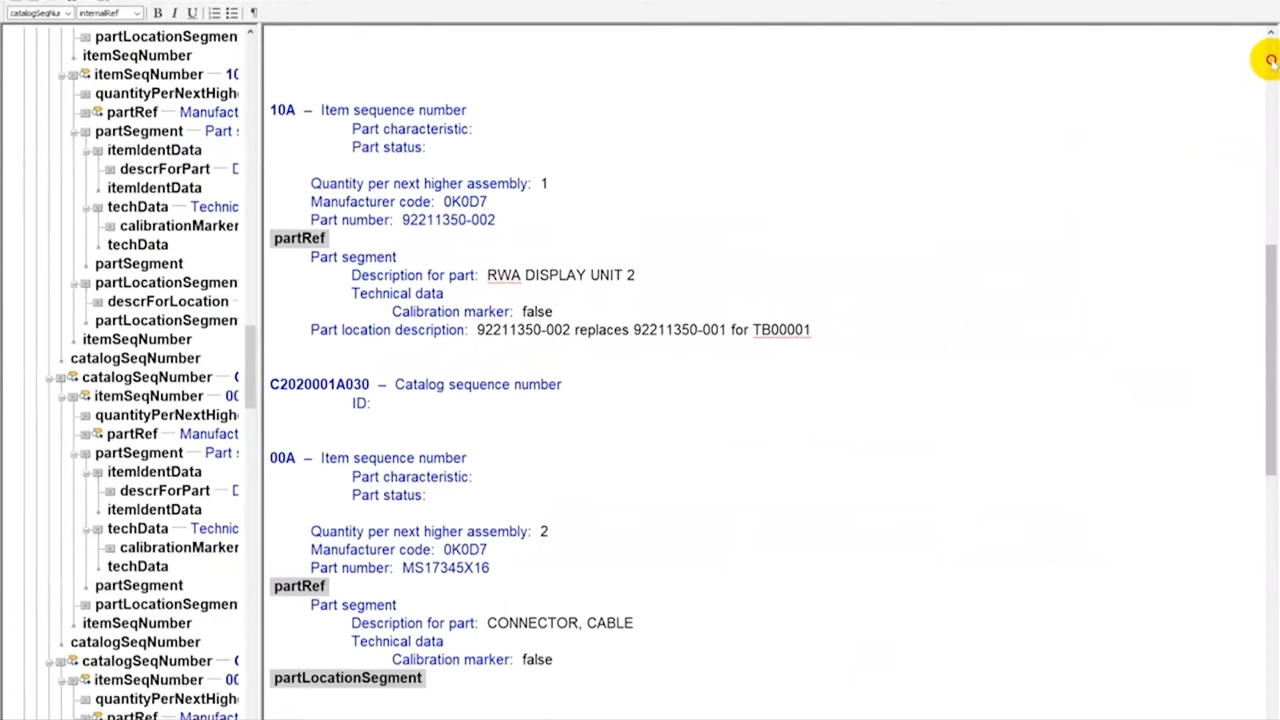 catalogSeqNur internalRef B I U ¶
partLocationSegmen
itemSeqNumber
itemSeqNumber — 10
quantityPerNextHigh
partRef — Manufact
partSegment — Part s
itemIdentData
descrForPart — D
itemIdentData
techData — Technic
calibrationMarker
techData
partSegment
partLocationSegmen
descrForLocation —
partLocationSegmen
itemSeqNumber
catalogSeqNumber
catalogSeqNumber — C
itemSeqNumber — 00
quantityPerNextHigh
partRef — Manufact
partSegment — Part s
itemIdentData
descrForPart — D
itemIdentData
techData — Technic
calibrationMarker
techData
partSegment
partLocationSegmen
itemSeqNumber
catalogSeqNumber
catalogSeqNumber — C
itemSeqNumber — 00
quantityPerNextHigh
partRef — Manufact
10A – Item sequence number
Part characteristic:
Part status:
Quantity per next higher assembly: 1
Manufacturer code: 0K0D7
Part number: 92211350-002
partRef
Part segment
Description for part: RWA DISPLAY UNIT 2
Technical data
Calibration marker: false
Part location description: 92211350-002 replaces 92211350-001 for TB00001
C2020001A030 – Catalog sequence number
ID:
00A – Item sequence number
Part characteristic:
Part status:
Quantity per next higher assembly: 2
Manufacturer code: 0K0D7
Part number: MS17345X16
partRef
Part segment
Description for part: CONNECTOR, CABLE
Technical data
Calibration marker: false
partLocationSegment